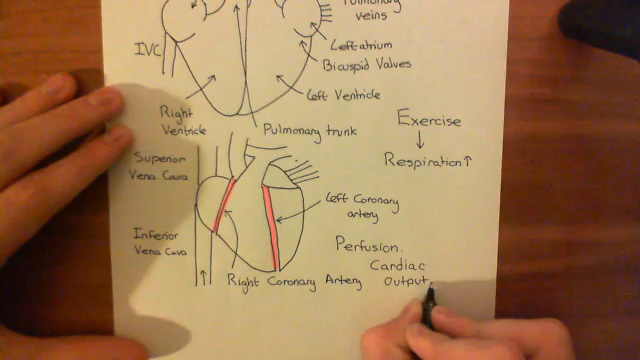 Pulmonary
veins
IVC
Left atrium
Bicuspid Valves
Left Ventricle
Right
Ventricle
Pulmonary trunk
Exercise
Respiration↑
Superior
Vena Cava
Left Coronary
artery
Inferior
Vena Cava
Perfusion.
Cardiac
Output
Right Coronary Artery